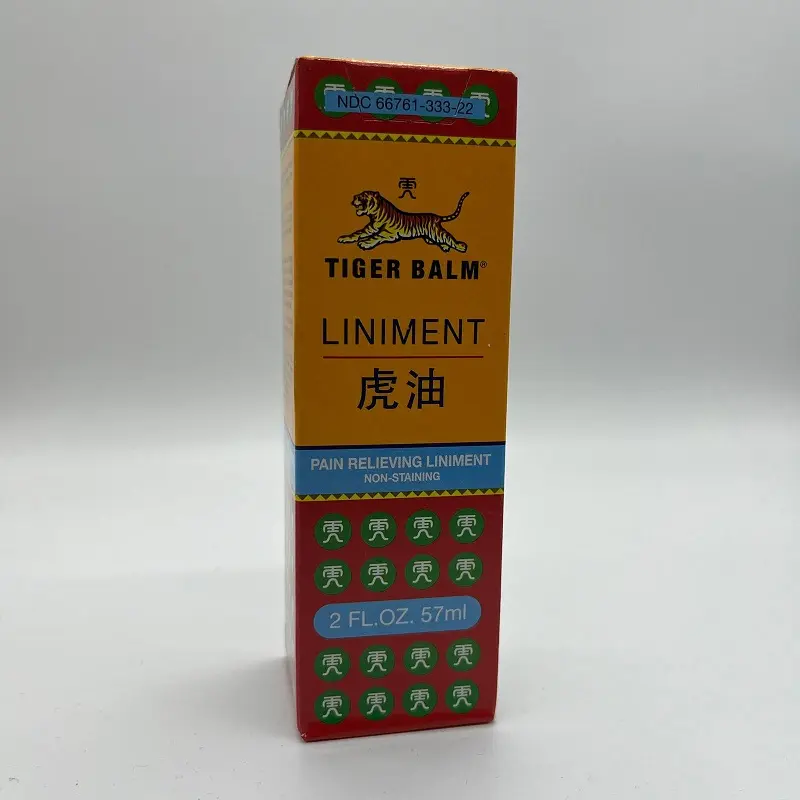 NDC 66761-333-22
TIGER BALM®
LINIMENT
虎油
PAIN RELIEVING LINIMENT
NON-STAINING
2 FL.OZ. 57ml